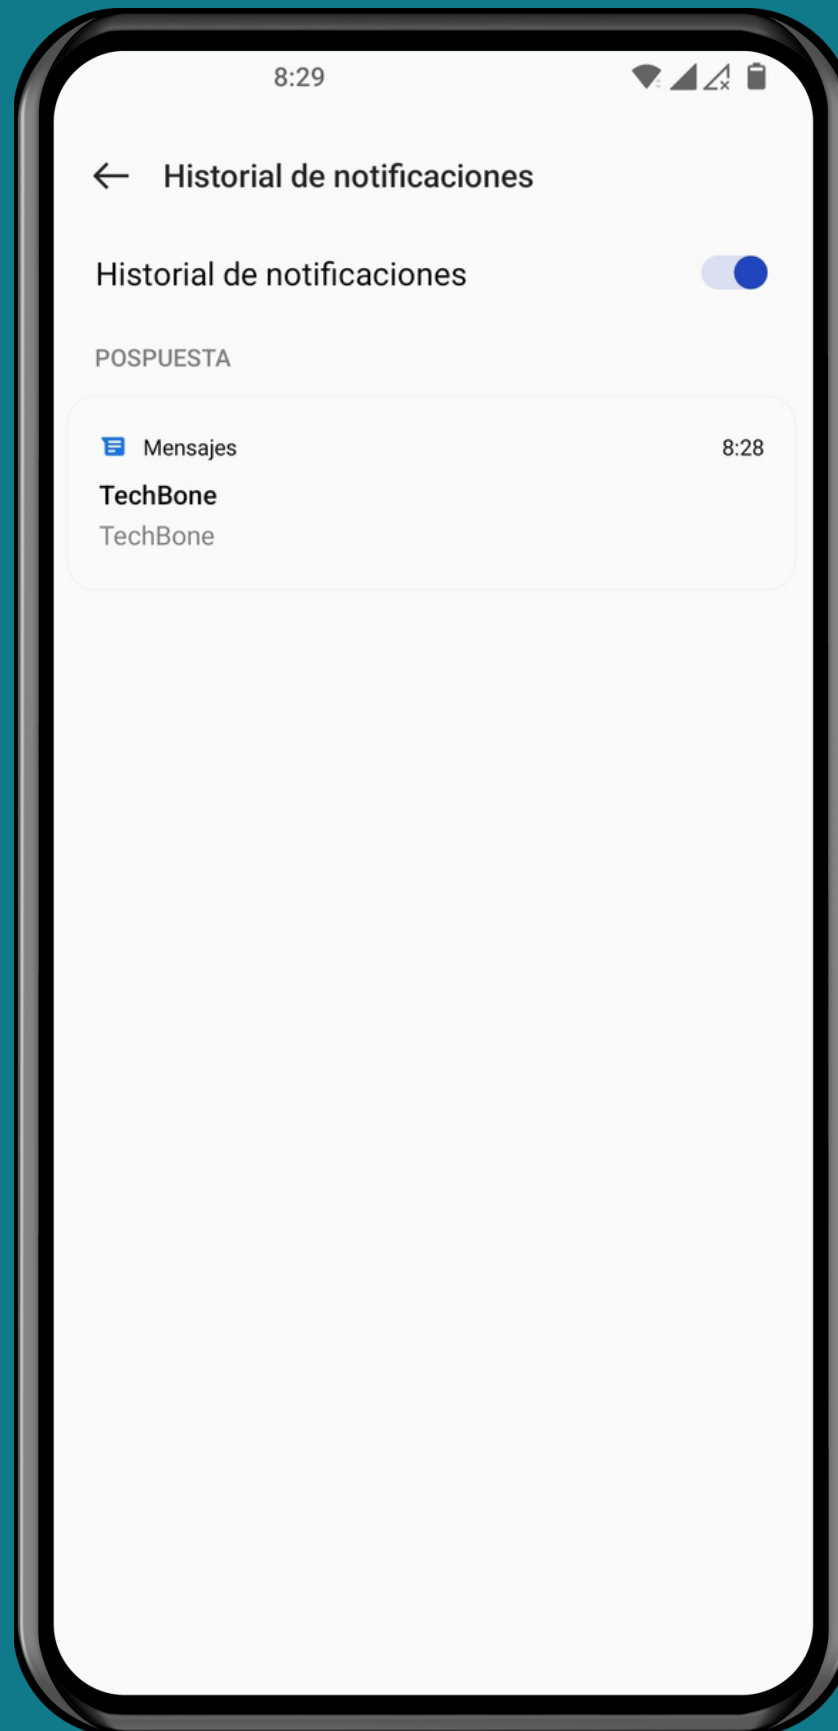 8:29
Historial de notificaciones
Historial de notificaciones
POSPUESTA
Mensajes 8:28
TechBone
TechBone